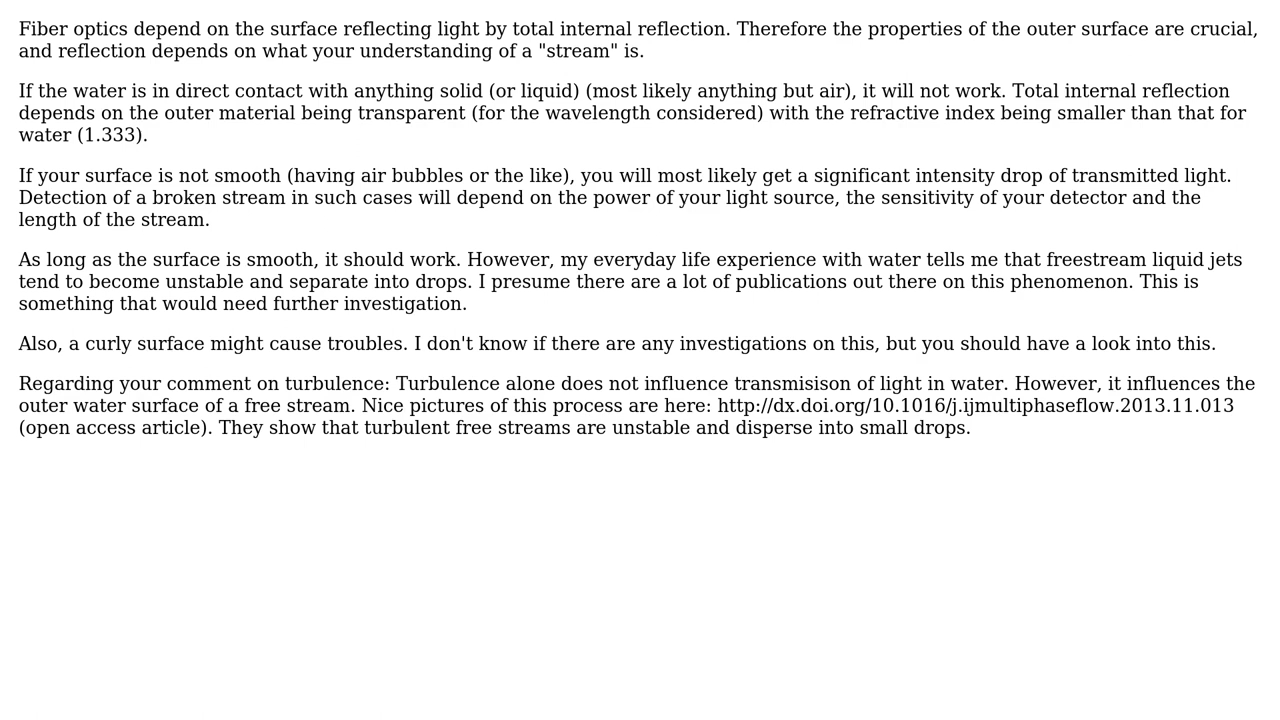 Fiber optics depend on the surface reflecting light by total internal reflection. Therefore the properties of the outer surface are crucial,
and reflection depends on what your understanding of a "stream" is.
If the water is in direct contact with anything solid (or liquid) (most likely anything but air), it will not work. Total internal reflection
depends on the outer material being transparent (for the wavelength considered) with the refractive index being smaller than that for
water (1.333).
If your surface is not smooth (having air bubbles or the like), you will most likely get a significant intensity drop of transmitted light.
Detection of a broken stream in such cases will depend on the power of your light source, the sensitivity of your detector and the
length of the stream.
As long as the surface is smooth, it should work. However, my everyday life experience with water tells me that freestream liquid jets
tend to become unstable and separate into drops. I presume there are a lot of publications out there on this phenomenon. This is
something that would need further investigation.
Also, a curly surface might cause troubles. I don't know if there are any investigations on this, but you should have a look into this.
Regarding your comment on turbulence: Turbulence alone does not influence transmisison of light in water. However, it influences the
outer water surface of a free stream. Nice pictures of this process are here: http://dx.doi.org/10.1016/j.ijmultiphaseflow.2013.11.013
(open access article). They show that turbulent free streams are unstable and disperse into small drops.